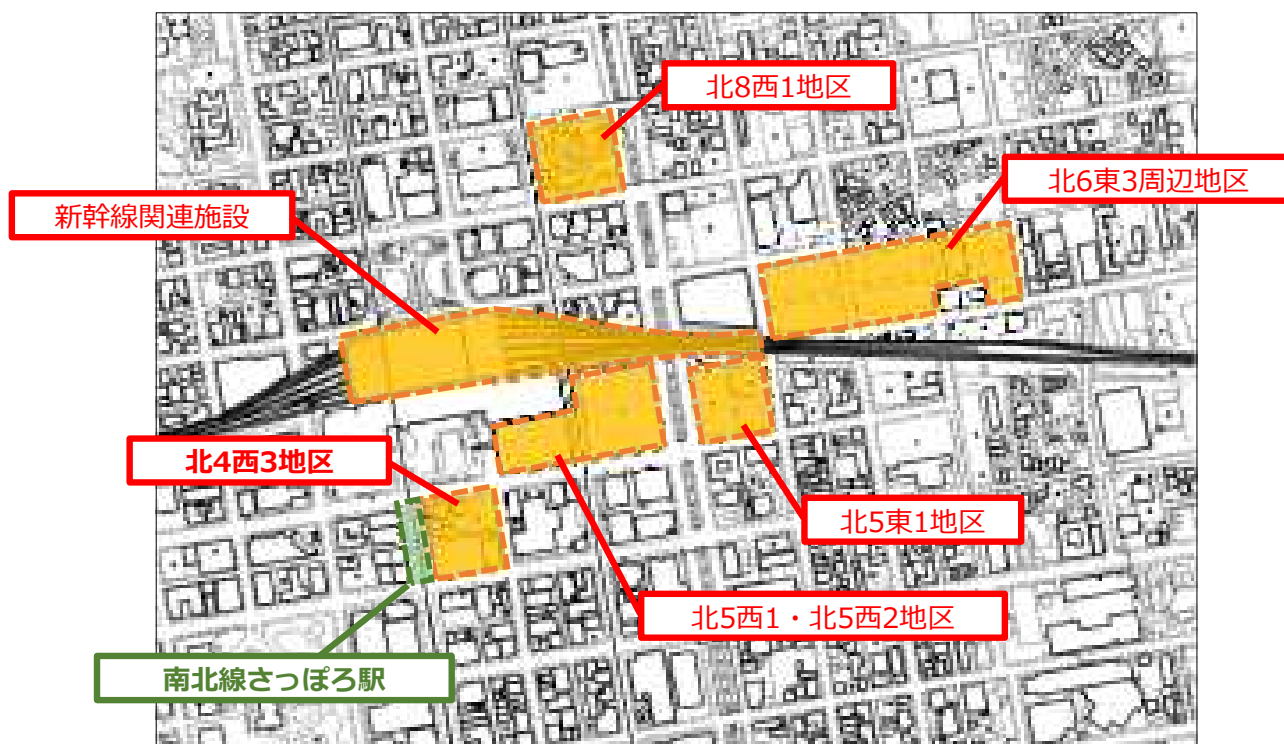 北8西1地区
北6東3周辺地区
新幹線関連施設
北4西3地区
北5東1地区
北5西1・北5西2地区
南北線さっぽろ駅